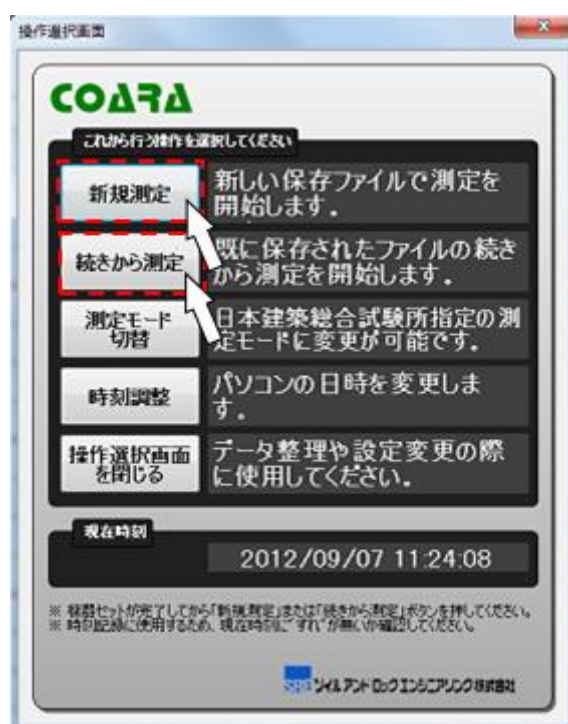 操作選択画面
COARA
これから行う操作を選択してください
新規測定
新しい保存ファイルで測定を
開始します．
続きから測定
既に保存されたファイルの続き
から測定を開始します．
測定モード
切替
日本建築総合試験所指定の測
定モードに変更が可能です．
時刻調整
パソコンの日時を変更しま
す．
操作選択画面
を閉じる
データ整理や設定変更の際
に使用してください．
現在時刻
2012/09/07 11:24:08
※ 機器セットが完了してから「新規測定」または「続きから測定」ボタンを押してください。
※ 時刻記録に使用するため、現在時刻に"ずれ"が無いか確認してください。
SRE ソイル アンド ロック エンジニアリング 株式会社